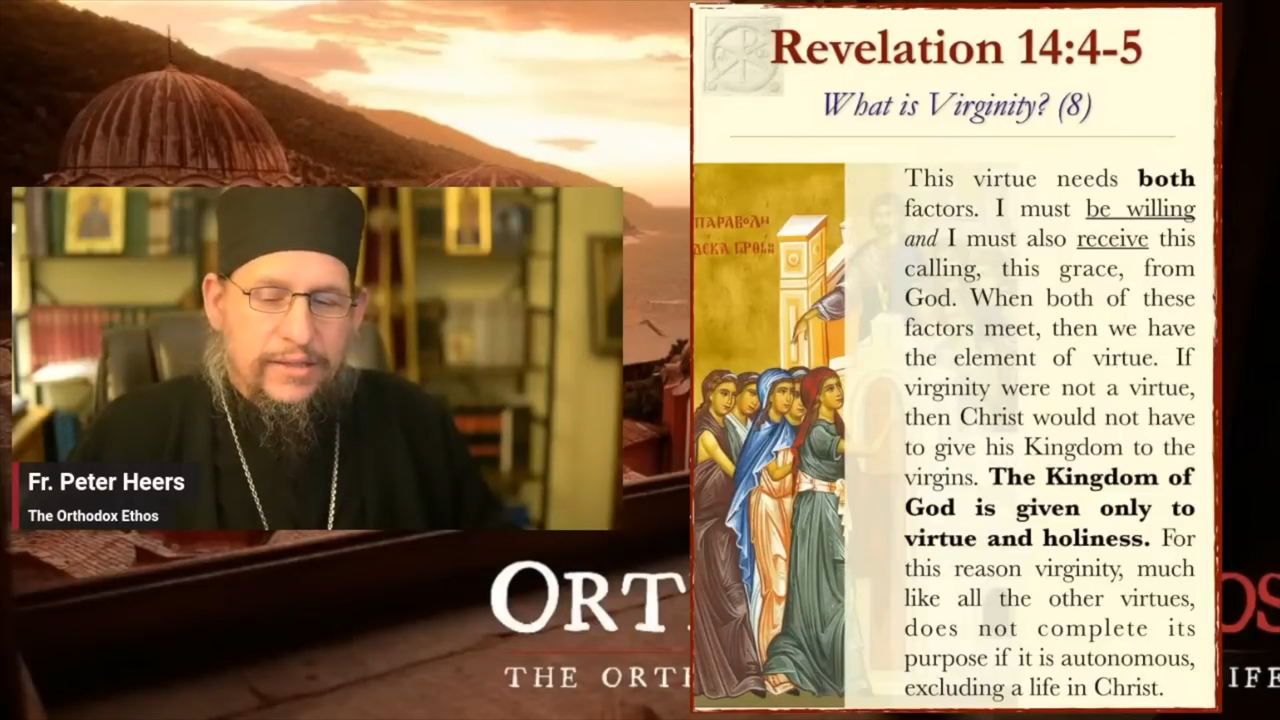 Revelation 14:4-5
What is Virginity? (8)
This virtue needs both
factors. I must be willing
and I must also receive this
calling, this grace, from
God. When both of these
factors meet, then we have
the element of virtue. If
virginity were not a virtue,
then Christ would not have
to give his Kingdom to the
virgins. The Kingdom of
God is given only to
virtue and holiness. For
this reason virginity, much
like all the other virtues,
does not complete its
purpose if it is autonomous,
excluding a life in Christ.
ΠΑΡΑΒΟΛΗ
Fr. Peter Heers
The Orthodox Ethos
ORT
OS
THE ORT
IFE